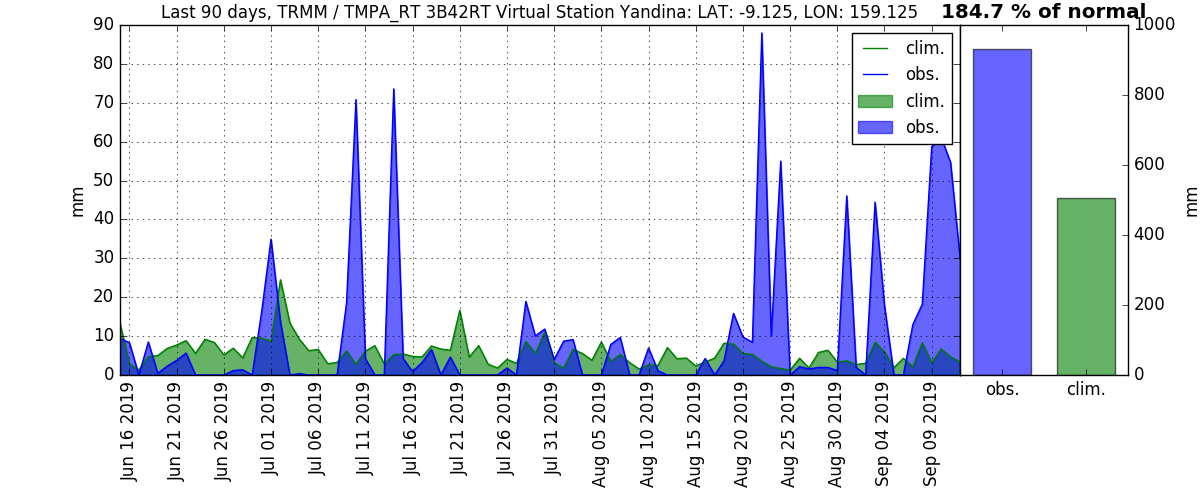 Last 90 days, TRMM / TMPA_RT 3B42RT Virtual Station Yandina: LAT: -9.125, LON: 159.125
184.7 % of normal
90
80
70
60
50
40
30
20
10
0
mm
clim.
obs.
clim.
obs.
1000
800
600
400
200
0
mm
obs.
clim.
Jun 16 2019
Jun 21 2019
Jun 26 2019
Jul 01 2019
Jul 06 2019
Jul 11 2019
Jul 16 2019
Jul 21 2019
Jul 26 2019
Jul 31 2019
Aug 05 2019
Aug 10 2019
Aug 15 2019
Aug 20 2019
Aug 25 2019
Aug 30 2019
Sep 04 2019
Sep 09 2019